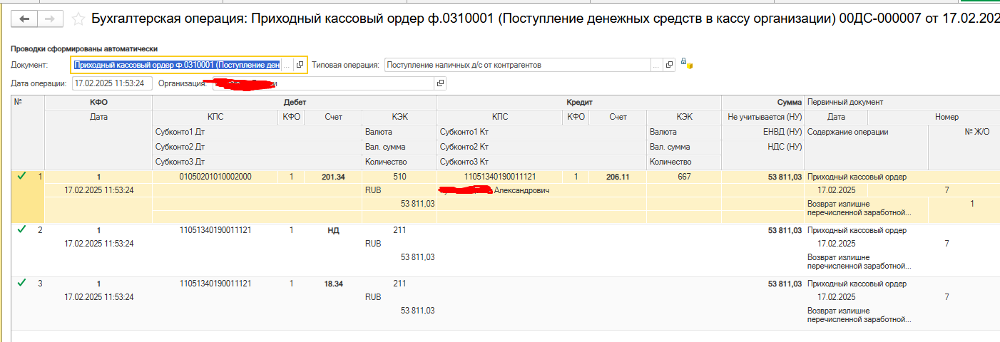 Бухгалтерская операция: Приходный кассовый ордер ф.0310001 (Поступление денежных средств в кассу организации) 00ДС-000007 от 17.02.202
Проводки сформированы автоматически
Документ: Приходный кассовый ордер ф.0310001 (Поступление ден ... Типовая операция: Поступление наличных д/с от контрагентов ...
Дата операции: 17.02.2025 11:53:24 Организация:
№ КФО Дебет Кредит Сумма Первичный документ
Дата КПС КФО Счет КЭК КПС КФО Счет КЭК Не учитывается (НУ) Дата Номер
Субконто1 Дт Валюта Субконто1 Кт Валюта ЕНВД (НУ) Содержание операции № Ж/О
Субконто2 Дт Вал. сумма Субконто2 Кт Вал. сумма НДС (НУ)
Субконто3 Дт Количество Субконто3 Кт Количество
1 1 01050201010002000 1 201.34 510 11051340190011121 1 206.11 667 53 811,03 Приходный кассовый ордер
17.02.2025 11:53:24 RUB Александрович 17.02.2025 7
53 811,03 Возврат излишне 1
перечисленной заработной...
2 1 11051340190011121 1 НД 211 53 811,03 Приходный кассовый ордер
17.02.2025 11:53:24 RUB 17.02.2025 7
53 811,03 Возврат излишне
перечисленной заработной...
3 1 11051340190011121 1 18.34 211 53 811,03 Приходный кассовый ордер
17.02.2025 11:53:24 RUB 17.02.2025 7
53 811,03 Возврат излишне
перечисленной заработной...